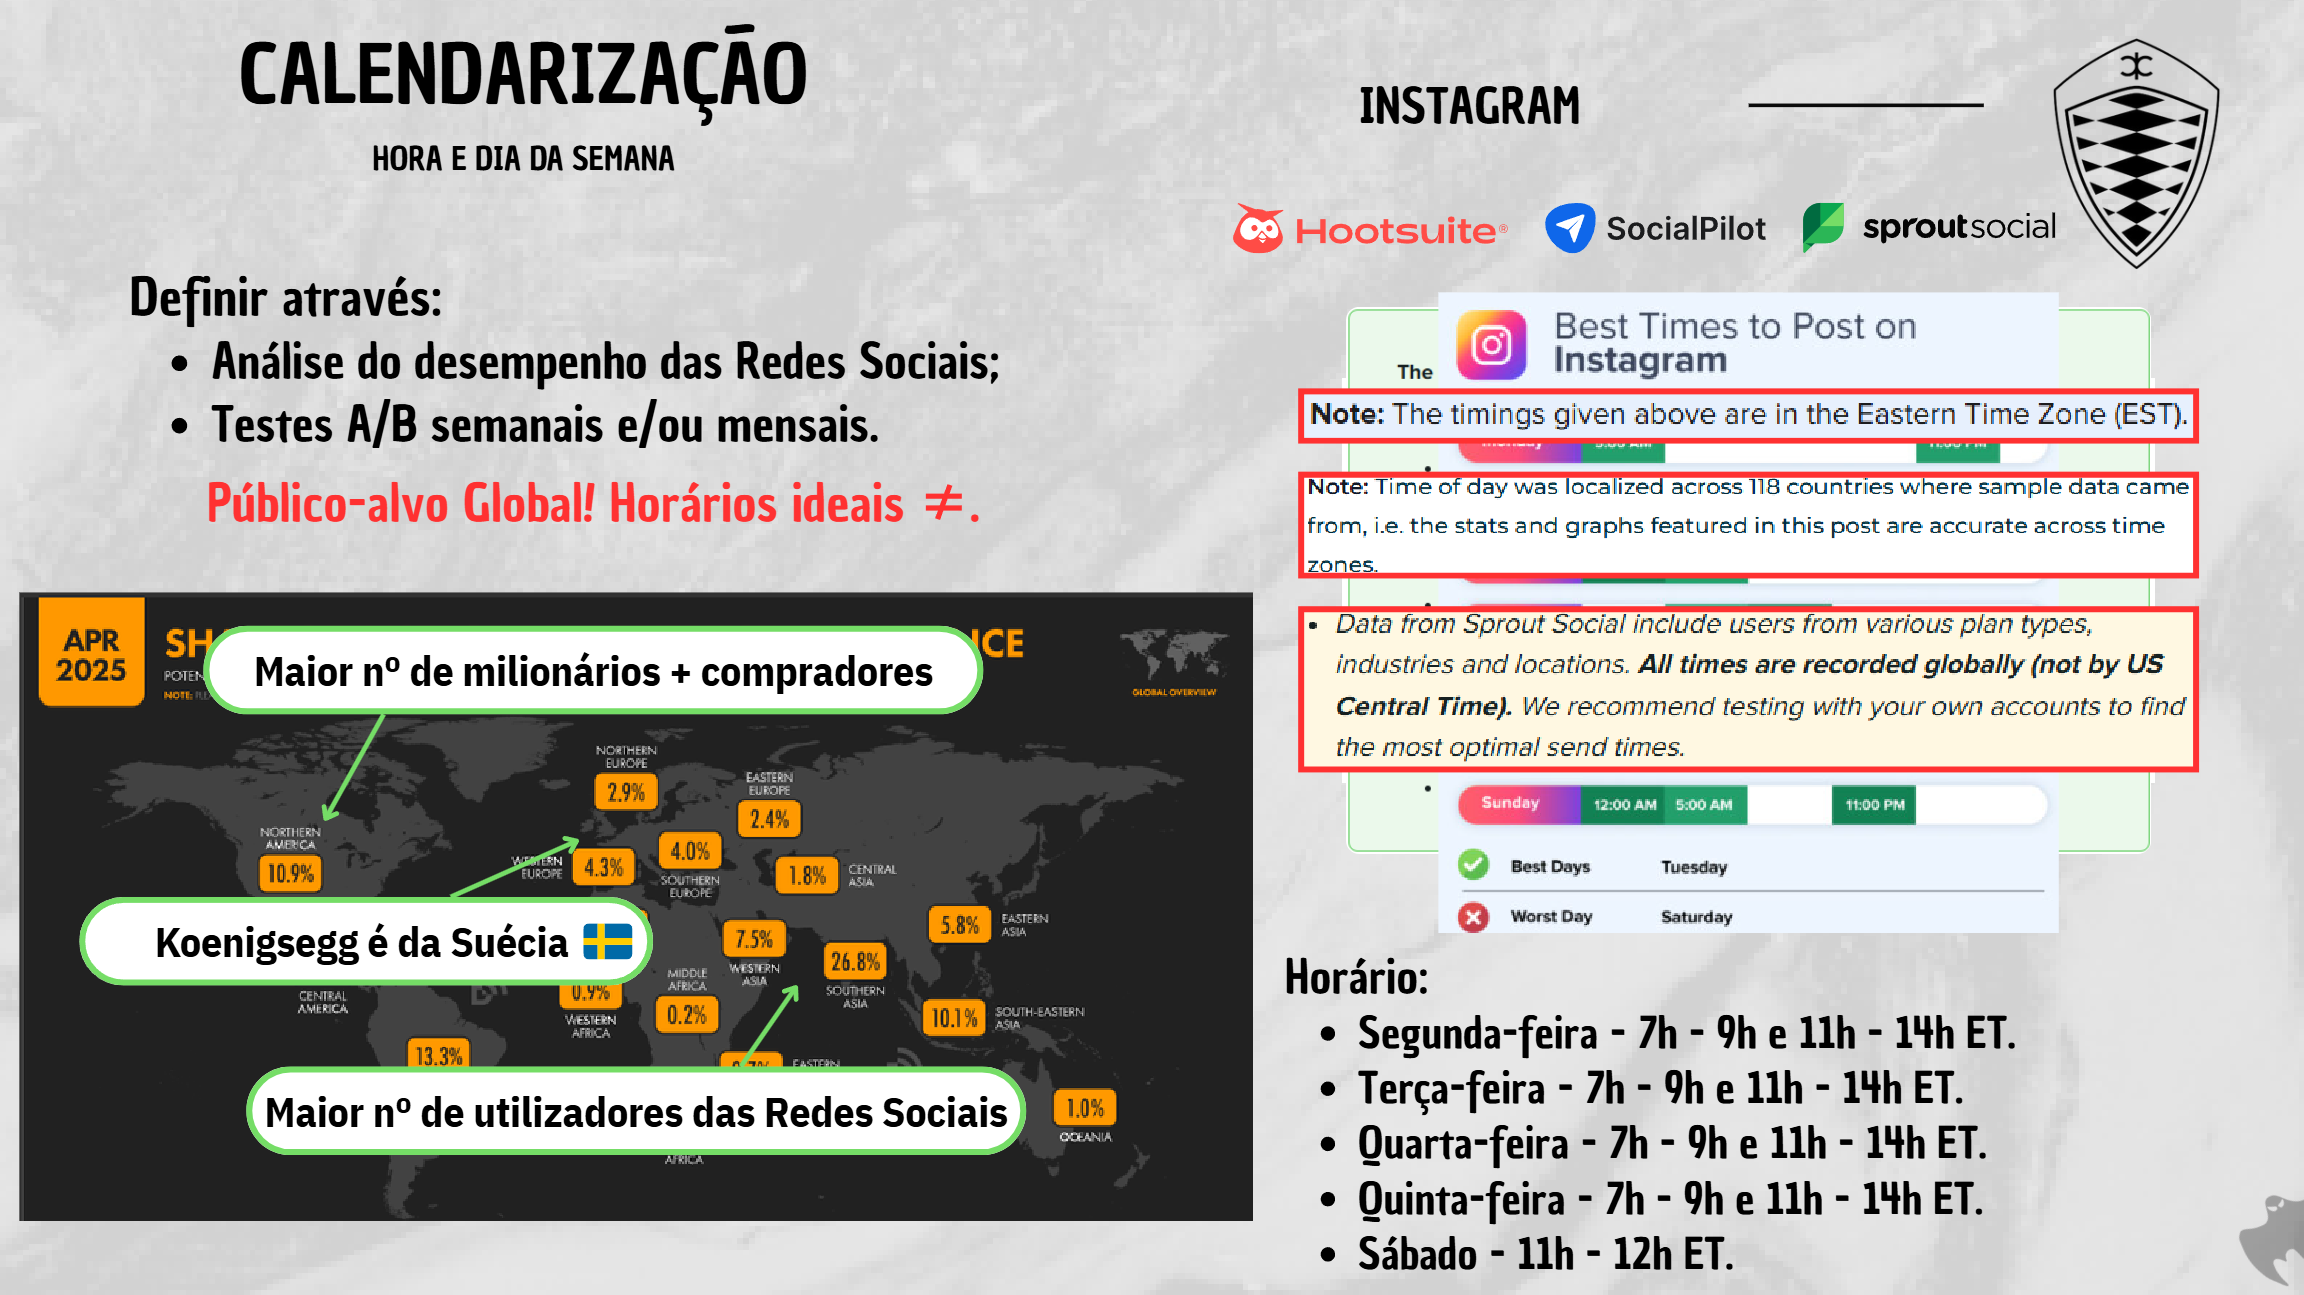 CALENDARIZAÇÃO
HORA E DIA DA SEMANA
INSTAGRAM
Hootsuite®
SocialPilot
sproutsocial
Definir através:
• Análise do desempenho das Redes Sociais;
• Testes A/B semanais e/ou mensais.
Público-alvo Global! Horários ideais ≠.
APR
2025
SH
ICE
POTEN
NOTE:
GLOBAL OVERVIEW
Maior nº de milionários + compradores
NORTHERN
EUROPE
2.9%
EASTERN
EUROPE
2.4%
NORTHERN
AMERICA
10.9%
WESTERN
EUROPE
4.3%
4.0%
SOUTHERN
EUROPE
1.8%
CENTRAL
ASIA
Koenigsegg é da Suécia
5.8%
EASTERN
ASIA
7.5%
WESTERN
ASIA
26.8%
SOUTHERN
ASIA
CENTRAL
AMERICA
0.9%
WESTERN
AFRICA
MIDDLE
AFRICA
0.2%
10.1%
SOUTH-EASTERN
ASIA
13.3%
EASTERN
Maior nº de utilizadores das Redes Sociais
1.0%
OCEANIA
AFRICA
Best Times to Post on
Instagram
The
Note: The timings given above are in the Eastern Time Zone (EST).
Note: Time of day was localized across 118 countries where sample data came
from, i.e. the stats and graphs featured in this post are accurate across time
zones.
• Data from Sprout Social include users from various plan types,
industries and locations. All times are recorded globally (not by US
Central Time). We recommend testing with your own accounts to find
the most optimal send times.
Sunday 12:00 AM 5:00 AM 11:00 PM
Best Days Tuesday
Worst Day Saturday
Horário:
• Segunda-feira - 7h - 9h e 11h - 14h ET.
• Terça-feira - 7h - 9h e 11h - 14h ET.
• Quarta-feira - 7h - 9h e 11h - 14h ET.
• Quinta-feira - 7h - 9h e 11h - 14h ET.
• Sábado - 11h - 12h ET.